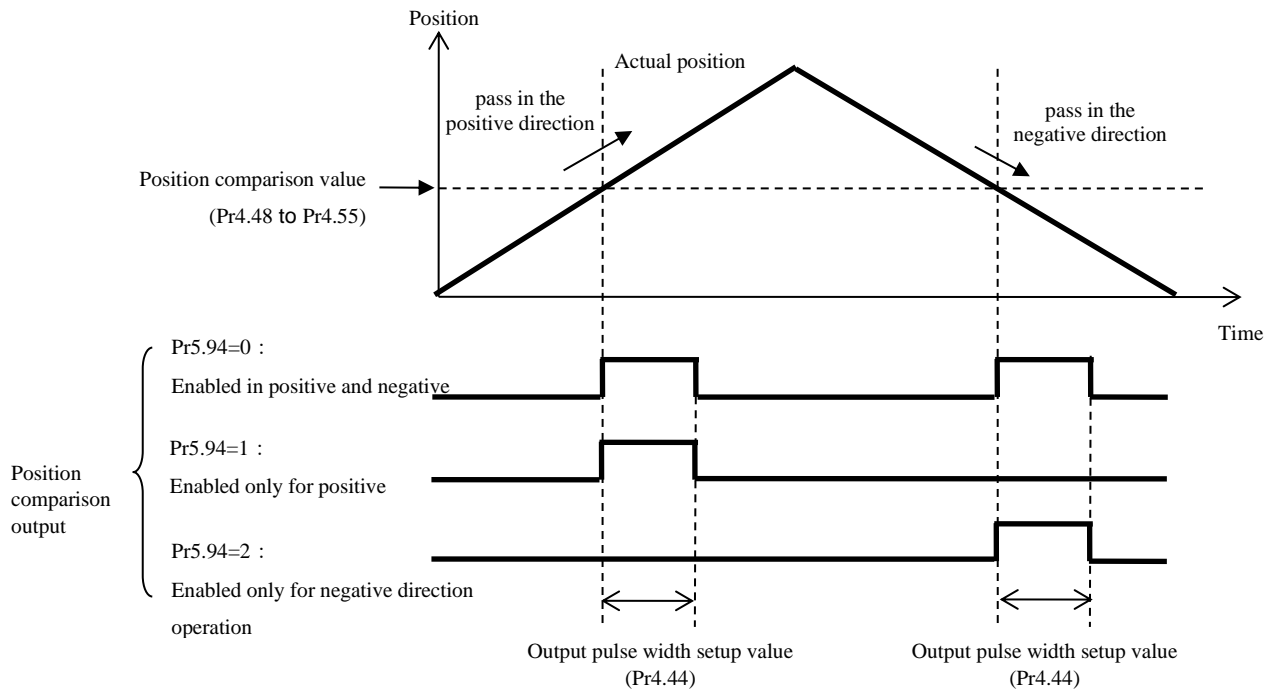 Position
Actual position
pass in the
positive direction
pass in the
negative direction
Position comparison value
(Pr4.48 to Pr4.55)
Time
Pr5.94=0：
Enabled in positive and negative
Pr5.94=1：
Enabled only for positive
Position
comparison
output
Pr5.94=2：
Enabled only for negative direction
operation
Output pulse width setup value
(Pr4.44)
Output pulse width setup value
(Pr4.44)